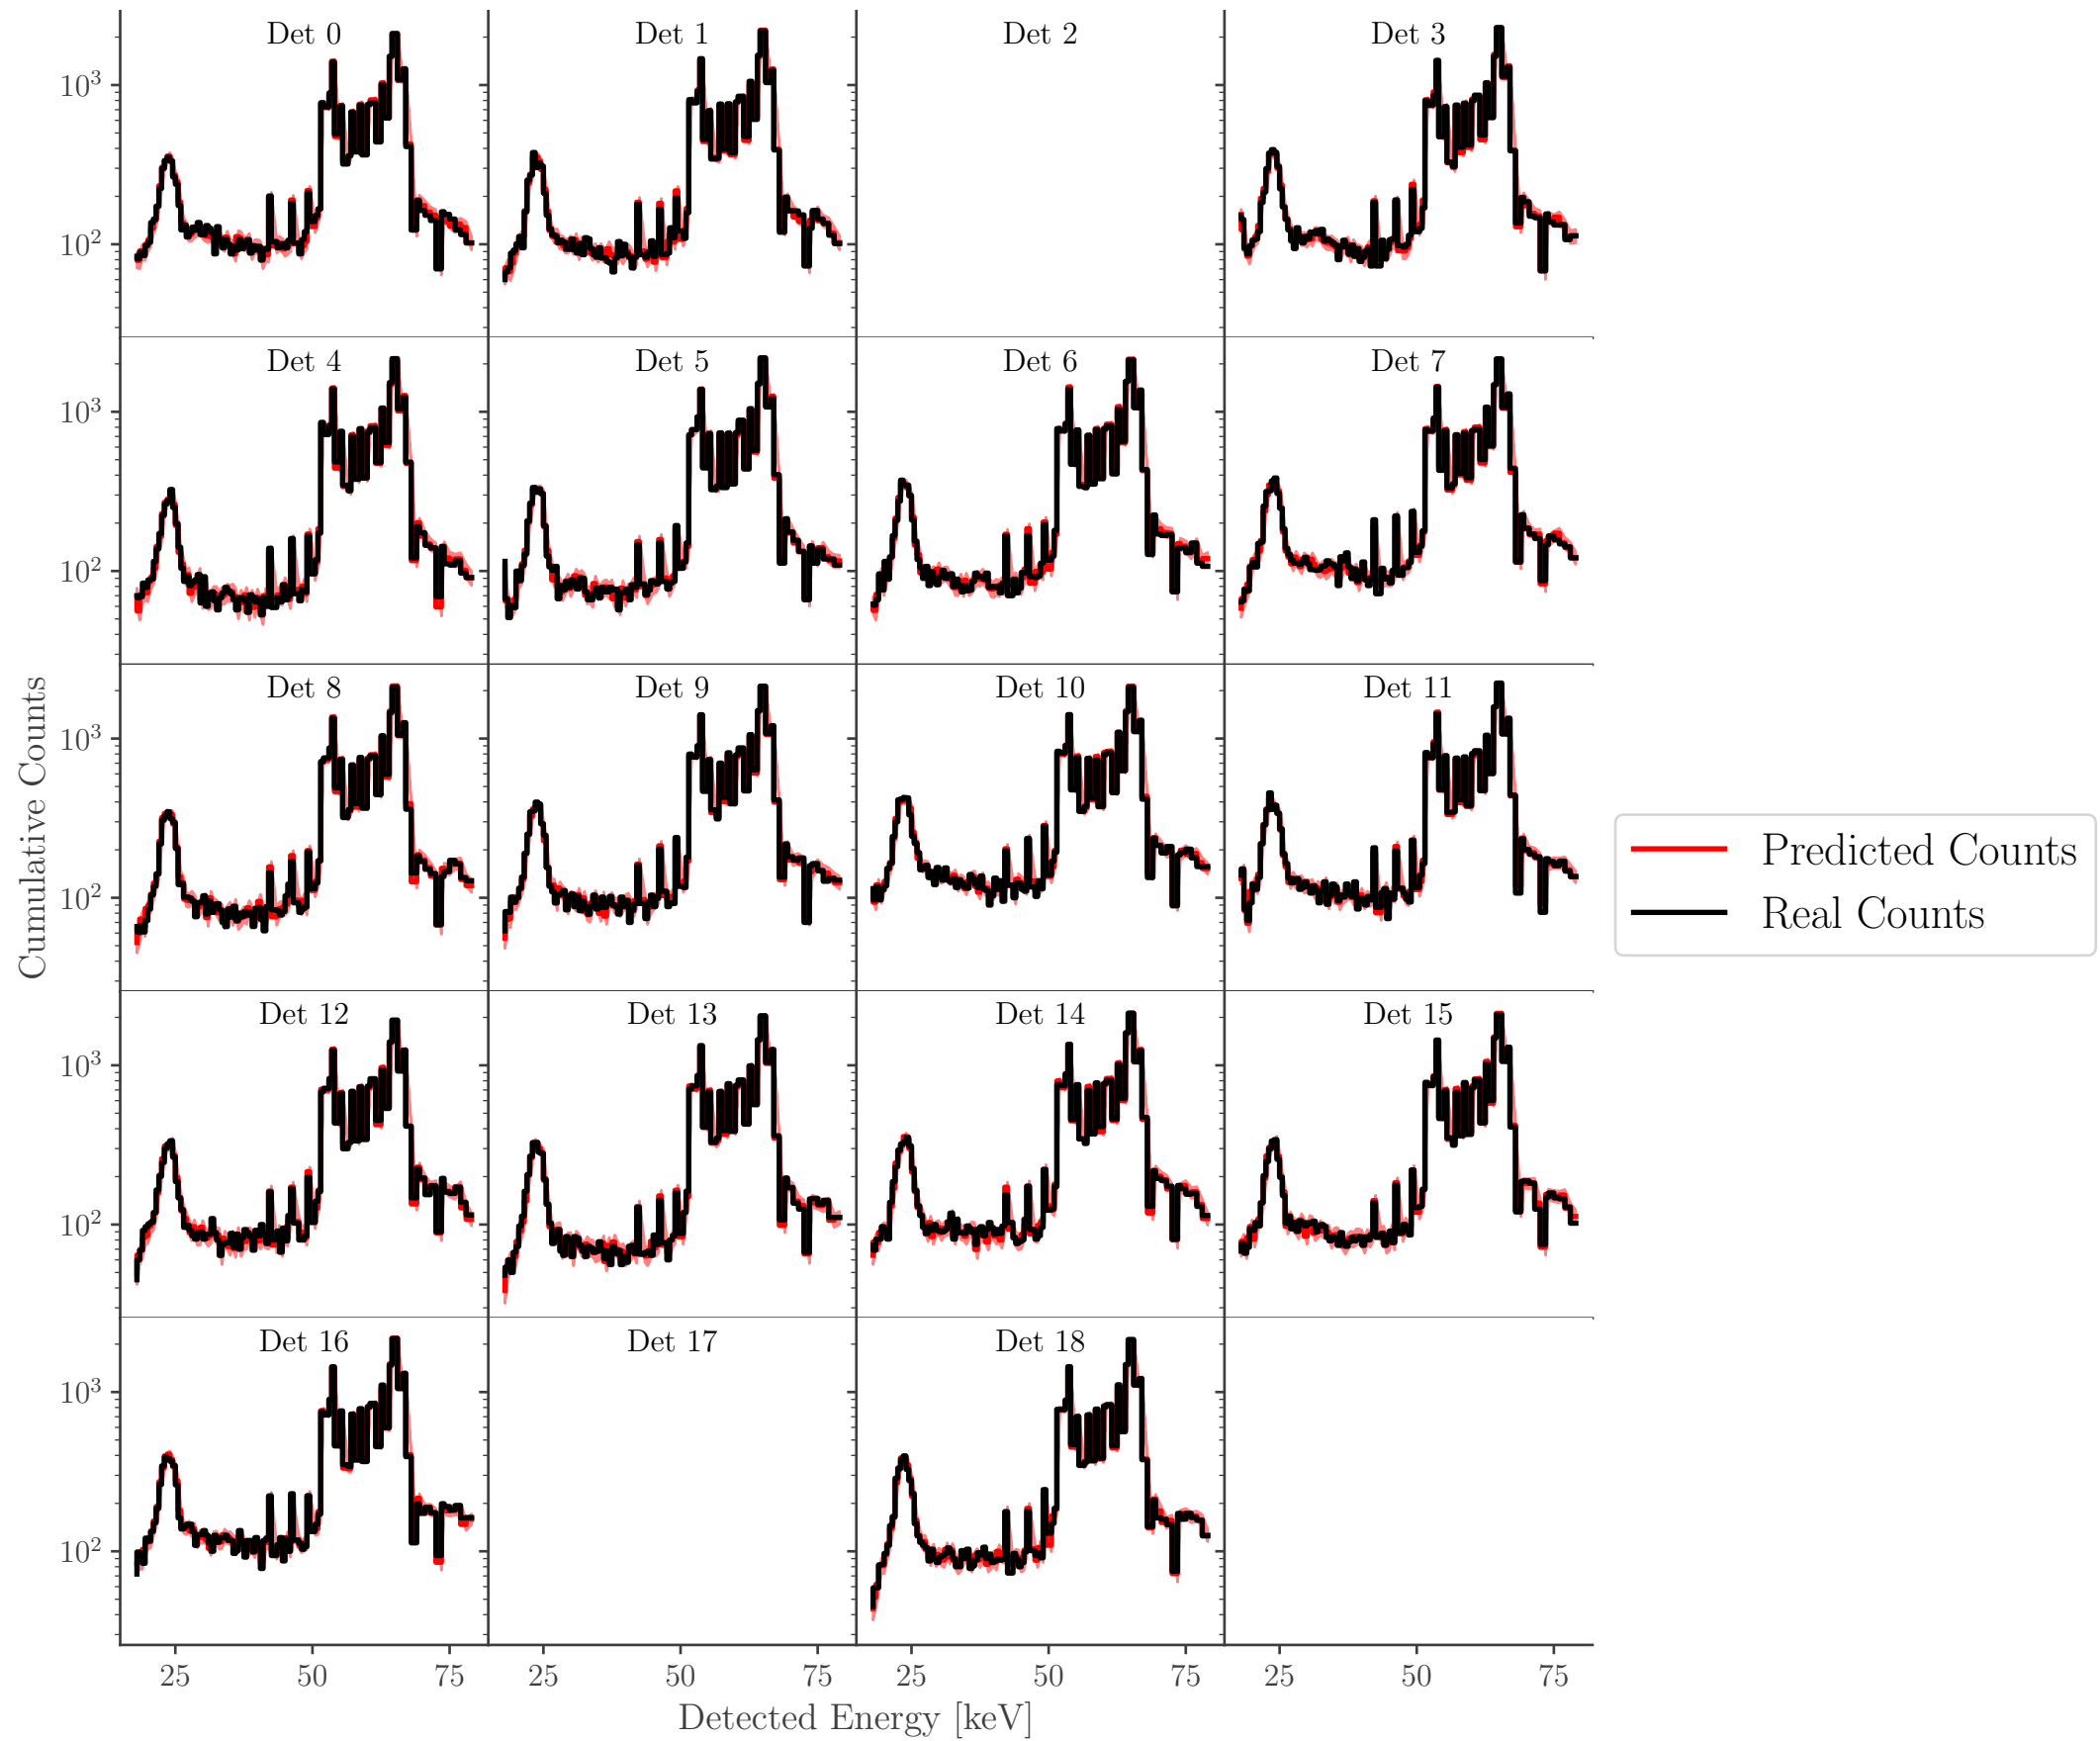 Det 0
Det 1
Det 2
Det 3
10³
10²
Det 4
Det 5
Det 6
Det 7
10³
10²
Det 8
Det 9
Det 10
Det 11
10³
10²
Det 12
Det 13
Det 14
Det 15
10³
10²
Det 16
Det 17
Det 18
10³
10²
25 50 75 25 50 75 25 50 75 25 50 75
Detected Energy [keV]
Cumulative Counts
Predicted Counts
Real Counts